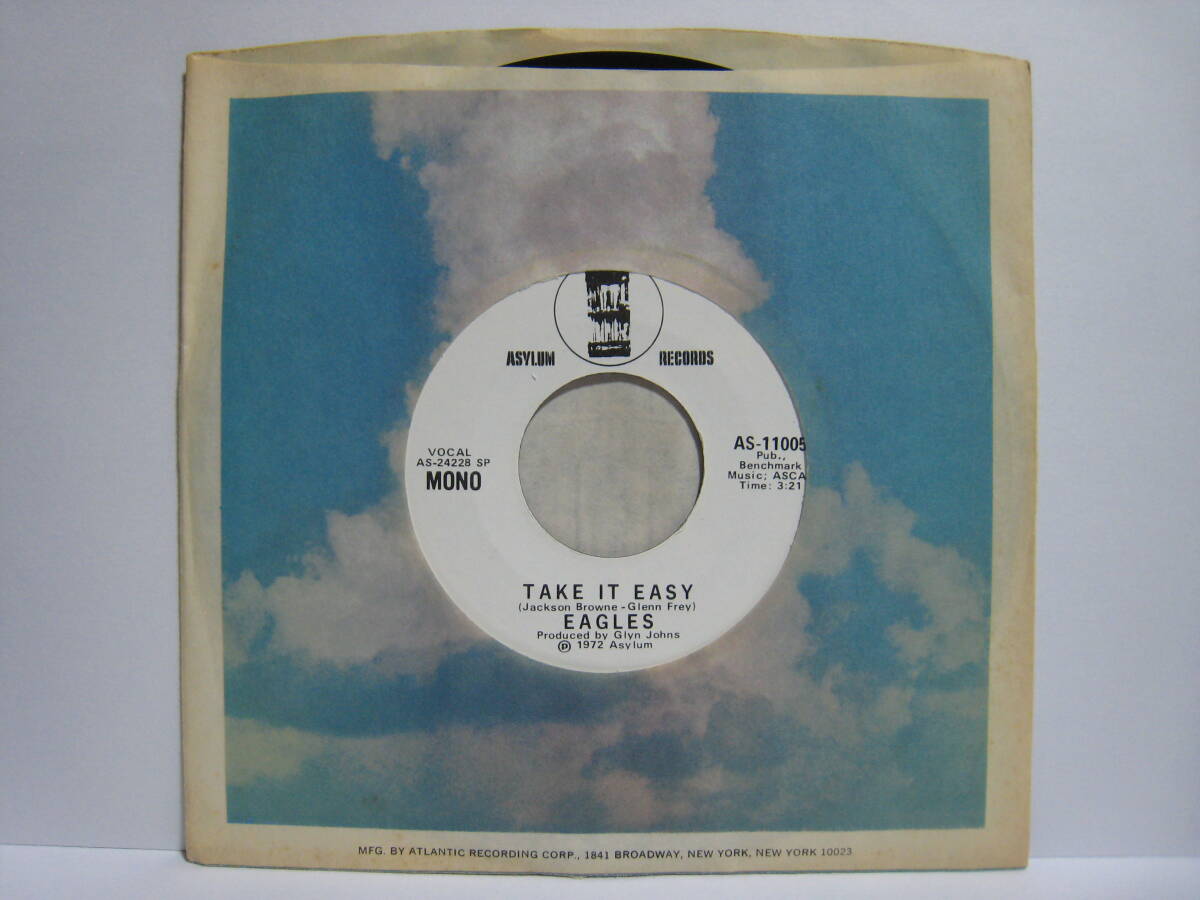 ASYLUM RECORDS
VOCAL
AS-24228 SP
MONO
AS-11005
Pub.,
Benchmark
Music; ASCA
Time: 3:21
TAKE IT EASY
(Jackson Browne - Glenn Frey)
EAGLES
Produced by Glyn Johns
Ⓟ 1972 Asylum
MFG. BY ATLANTIC RECORDING CORP., 1841 BROADWAY, NEW YORK, NEW YORK 10023